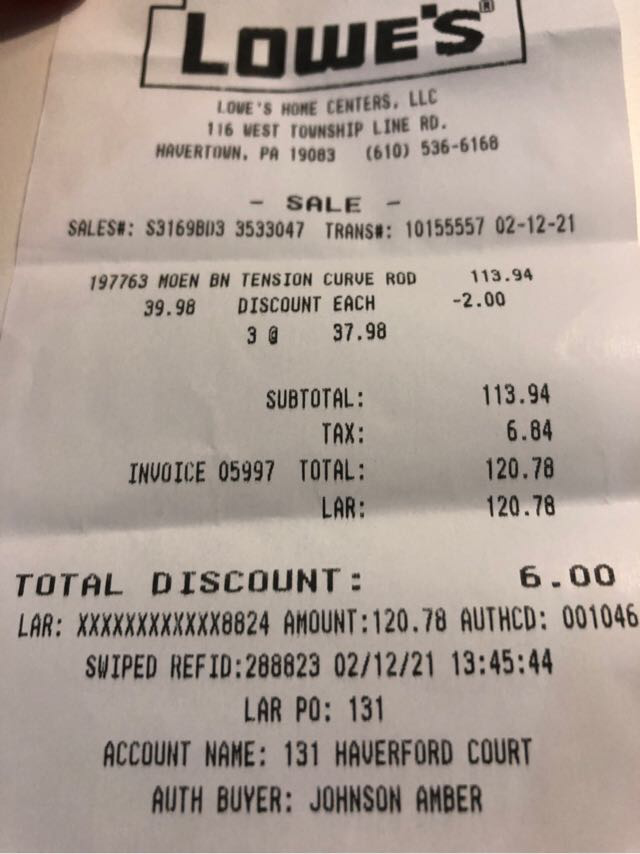 LOWE'S®
LOWE'S HOME CENTERS, LLC
116 WEST TOWNSHIP LINE RD.
HAVERTOWN, PA 19083 (610) 536-6168
- SALE -
SALES#: S3169BD3 3533047 TRANS#: 10155557 02-12-21
197763 MOEN BN TENSION CURVE ROD 113.94
39.98 DISCOUNT EACH -2.00
3 @ 37.98
SUBTOTAL: 113.94
TAX: 6.84
INVOICE 05997 TOTAL: 120.78
LAR: 120.78
TOTAL DISCOUNT: 6.00
LAR: XXXXXXXXXXXX8824 AMOUNT:120.78 AUTHCD: 001046
SWIPED REFID:288823 02/12/21 13:45:44
LAR PO: 131
ACCOUNT NAME: 131 HAVERFORD COURT
AUTH BUYER: JOHNSON AMBER